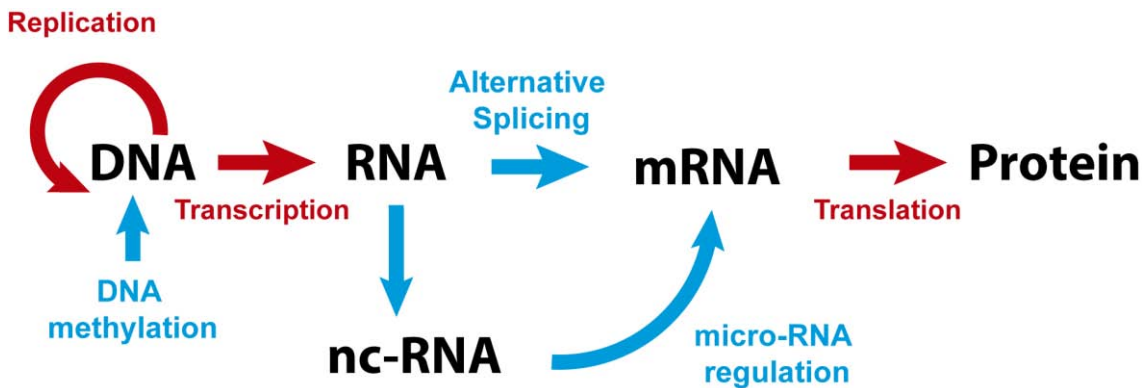 Replication
Alternative
Splicing
DNA
RNA
mRNA
Protein
Transcription
Translation
DNA
methylation
nc-RNA
micro-RNA
regulation